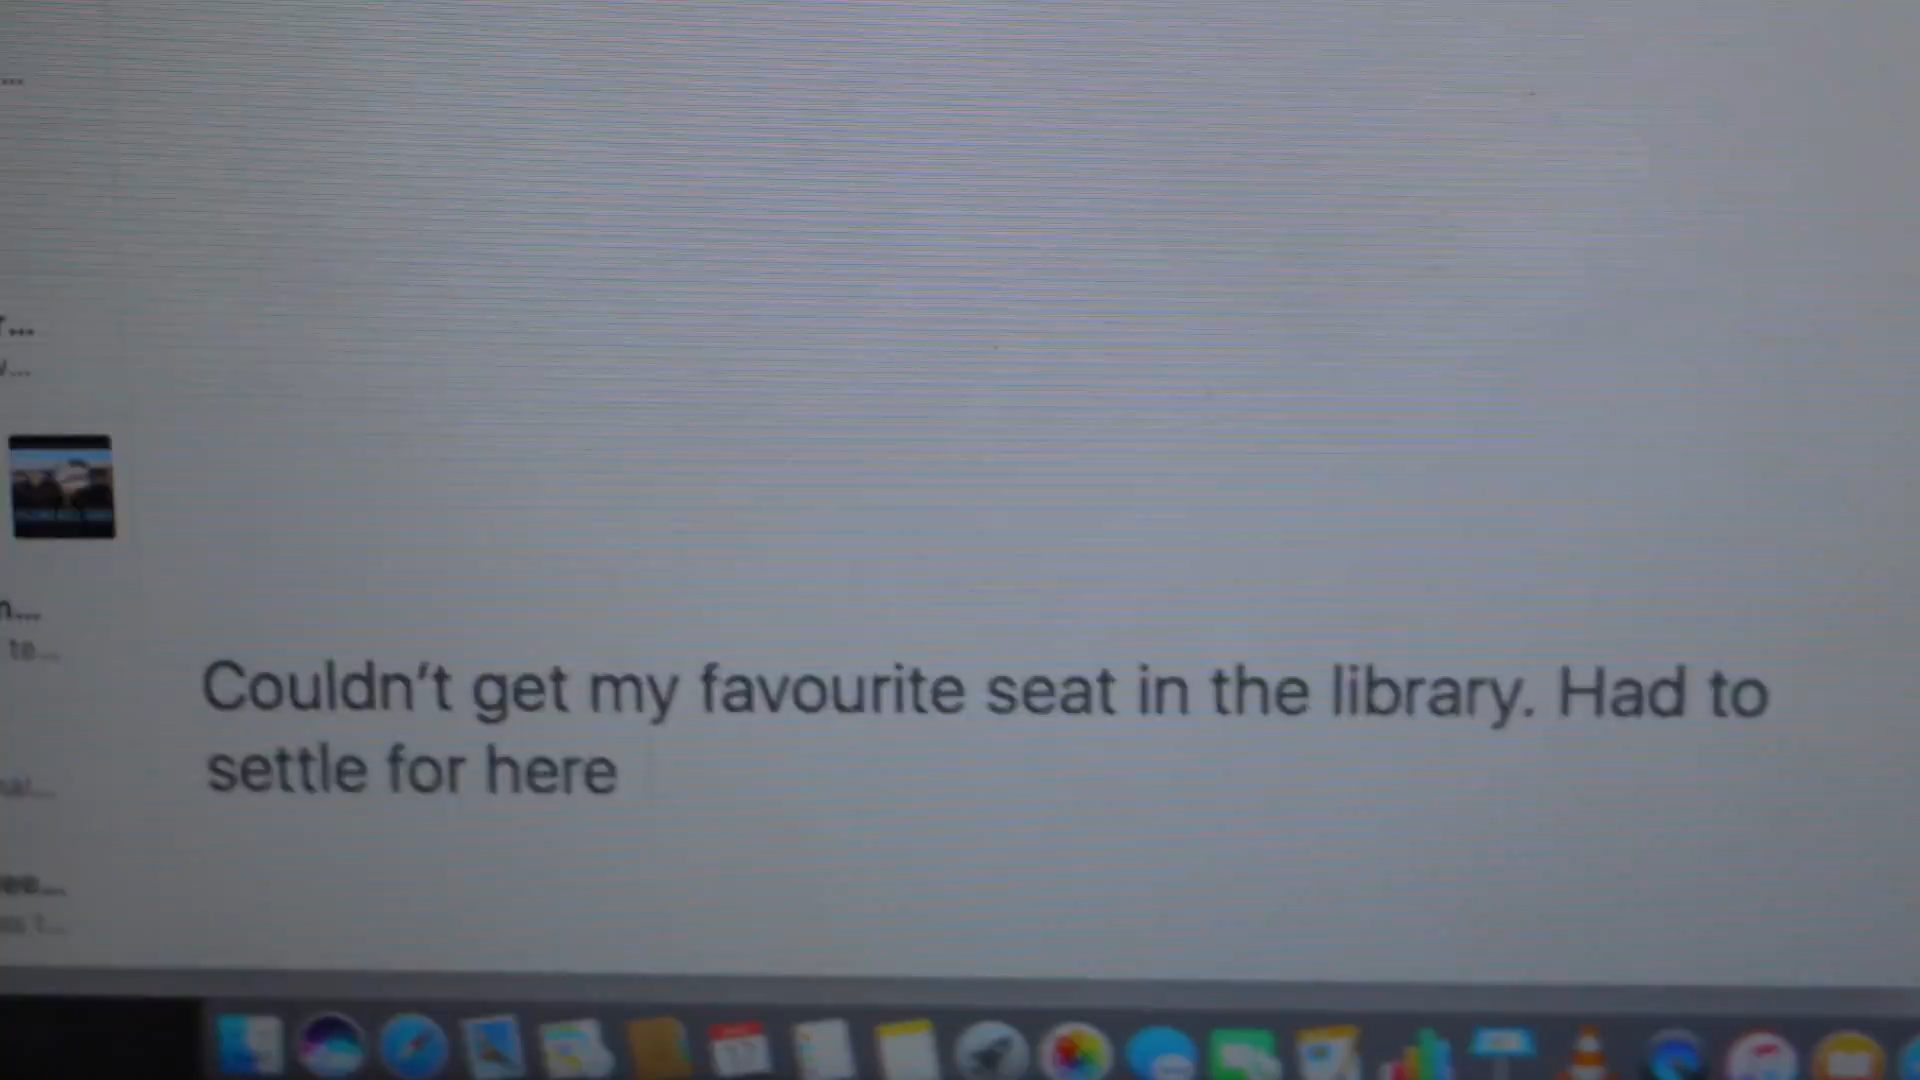 Couldn't get my favourite seat in the library. Had to
settle for here